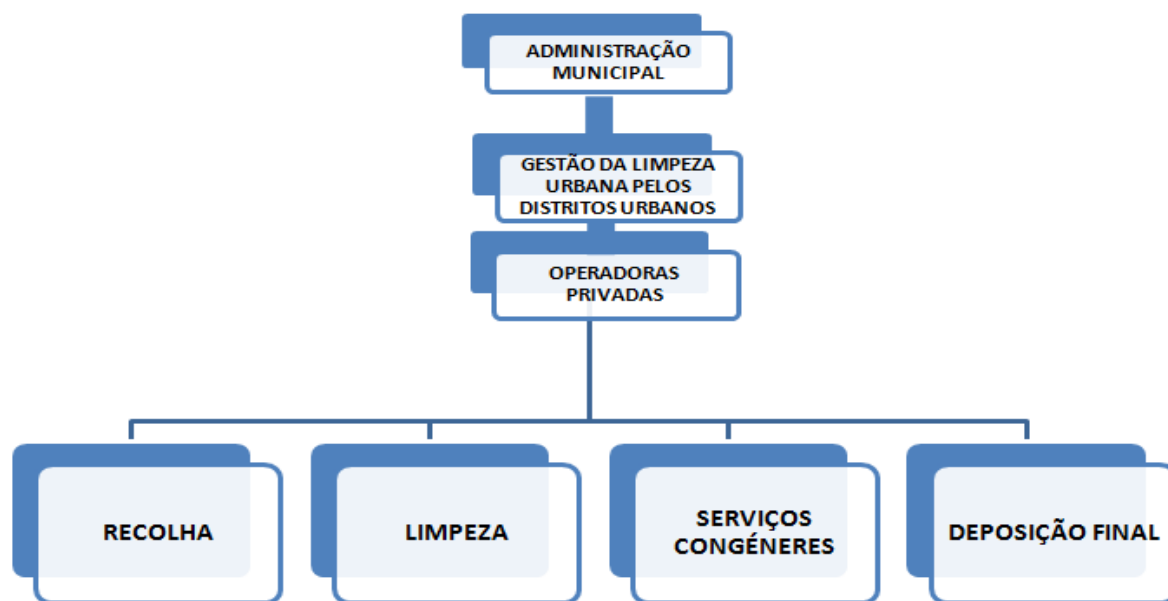 ADMINISTRAÇÃO
MUNICIPAL
GESTÃO DA LIMPEZA
URBANA PELOS
DISTRITOS URBANOS
OPERADORAS
PRIVADAS
RECOLHA
LIMPEZA
SERVIÇOS
CONGÉNERES
DEPOSIÇÃO FINAL